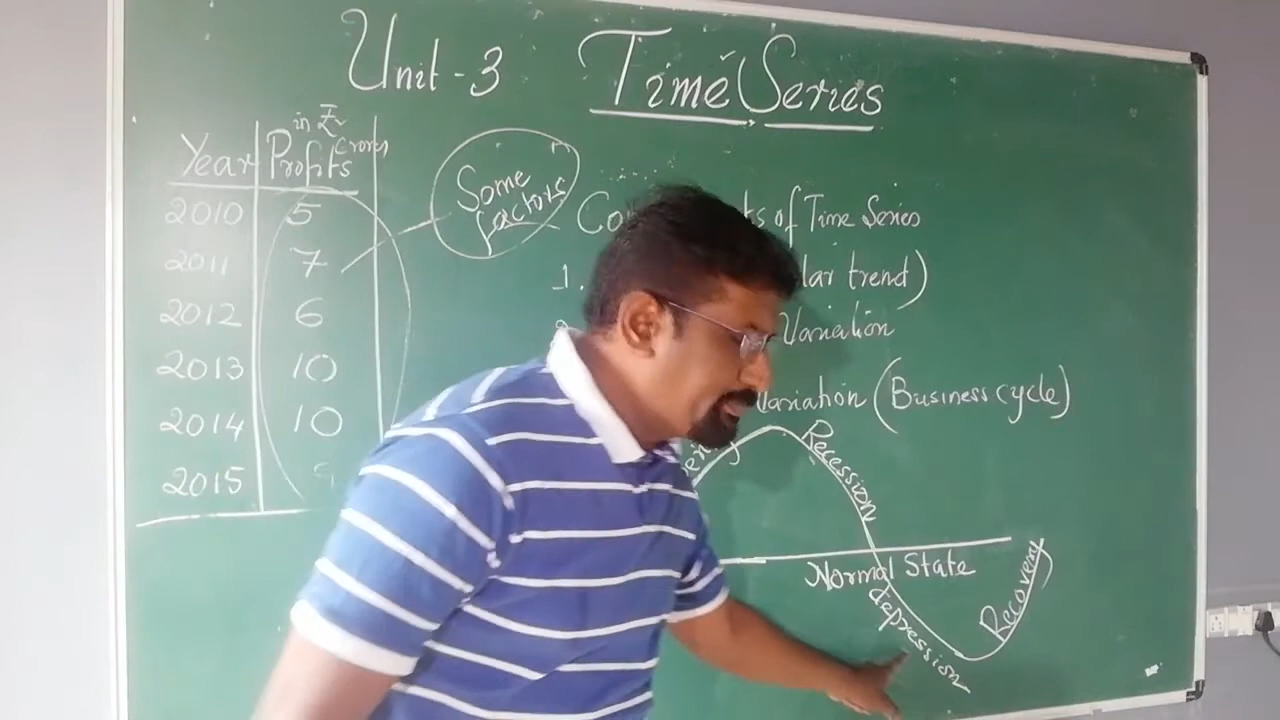 Unit - 3 Time Series
in ₹
Year Profits Crores
2010 5
2011 7
2012 6
2013 10
2014 10
2015
Some
factors
of Time Series
1. trend)
Variation
Variation (Business cycle)
Recession
Normal State
depression
Recovery